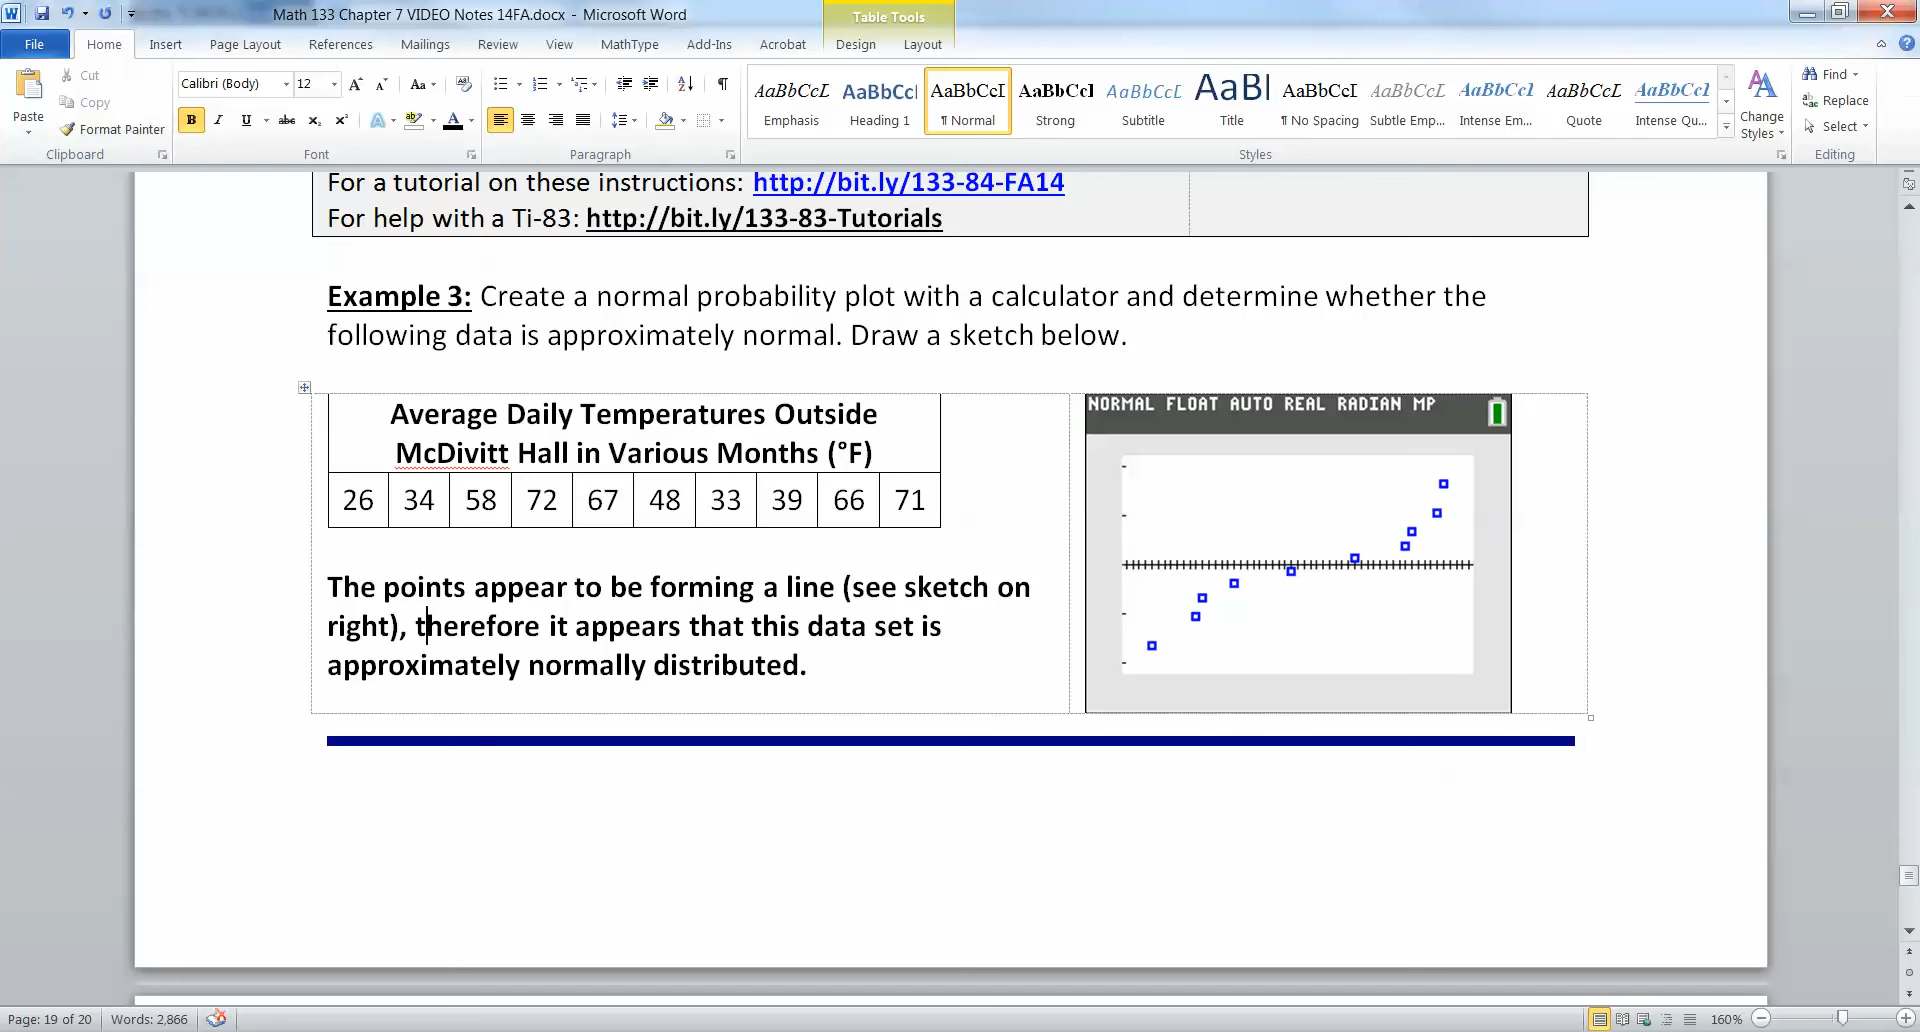 Math 133 Chapter 7 VIDEO Notes 14FA.docx - Microsoft Word
Table Tools
File Home Insert Page Layout References Mailings Review View MathType Add-Ins Acrobat Design Layout
Paste
Cut
Copy
Format Painter
Clipboard
Calibri (Body) 12
Font
Paragraph
AaBbCcL AaBbCcI AaBbCcI AaBbCcI AaBbCcL AaBI AaBbCcI AaBbCcL AaBbCcI AaBbCcL AaBbCcI
Emphasis Heading 1 ¶ Normal Strong Subtitle Title ¶ No Spacing Subtle Emp... Intense Em... Quote Intense Qu...
Styles
Change Styles
Find
Replace
Select
Editing
For a tutorial on these instructions: http://bit.ly/133-84-FA14
For help with a Ti-83: http://bit.ly/133-83-Tutorials
Example 3: Create a normal probability plot with a calculator and determine whether the
following data is approximately normal. Draw a sketch below.
Average Daily Temperatures Outside
McDivitt Hall in Various Months (°F)
26 34 58 72 67 48 33 39 66 71
The points appear to be forming a line (see sketch on
right), therefore it appears that this data set is
approximately normally distributed.
NORMAL FLOAT AUTO REAL RADIAN MP
Page: 19 of 20 Words: 2,866
160%